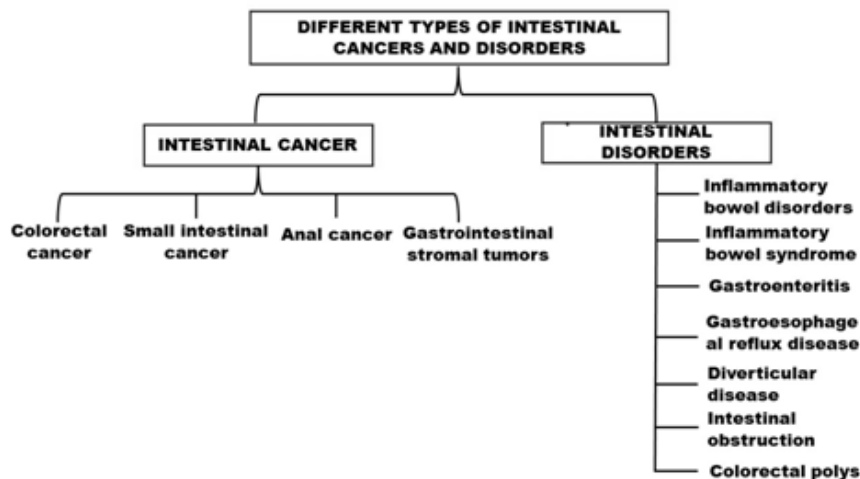 DIFFERENT TYPES OF INTESTINAL
CANCERS AND DISORDERS
INTESTINAL CANCER
INTESTINAL
DISORDERS
Colorectal
cancer
Small intestinal
cancer
Anal cancer
Gastrointestinal
stromal tumors
Inflammatory
bowel disorders
Inflammatory
bowel syndrome
Gastroenteritis
Gastroesophage
al reflux disease
Diverticular
disease
Intestinal
obstruction
Colorectal polys